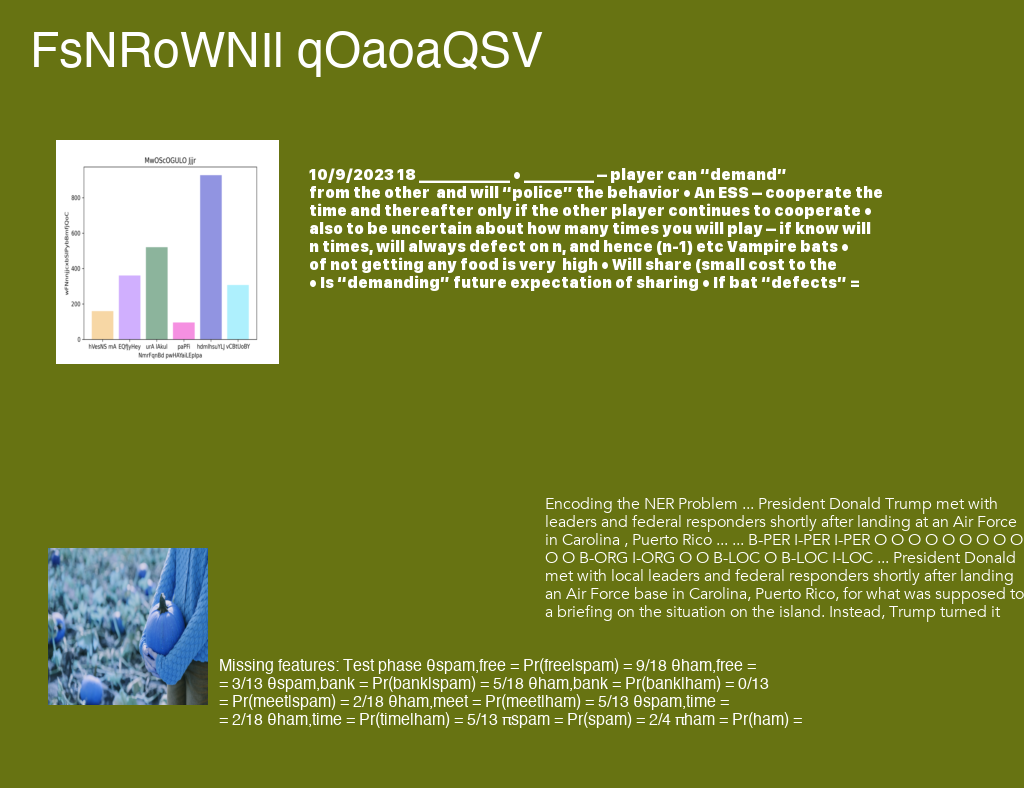 FsNRoWNIl qOaoaQSV
MwOScOGULO Jjjr
800
600
400
200
0
hVesNS mA EQfJyHey urA lAkul paPFi hdmIhsuYLJ vCBtUoBY
NmrFqnBd pwHAYaiLEpIpa
10/9/2023 18 _____________ • __________ – player can “demand”
from the other and will “police” the behavior • An ESS – cooperate the
time and thereafter only if the other player continues to cooperate •
also to be uncertain about how many times you will play – if know will
n times, will always defect on n, and hence (n-1) etc Vampire bats •
of not getting any food is very high • Will share (small cost to the
• Is “demanding” future expectation of sharing • If bat “defects” =
Encoding the NER Problem ... President Donald Trump met with
leaders and federal responders shortly after landing at an Air Force
in Carolina , Puerto Rico ... ... B-PER I-PER I-PER O O O O O O O O O
O O B-ORG I-ORG O O B-LOC O B-LOC I-LOC ... President Donald
met with local leaders and federal responders shortly after landing
an Air Force base in Carolina, Puerto Rico, for what was supposed to
a briefing on the situation on the island. Instead, Trump turned it
Missing features: Test phase θspam,free = Pr(free|spam) = 9/18 θham,free =
= 3/13 θspam,bank = Pr(bank|spam) = 5/18 θham,bank = Pr(bank|ham) = 0/13
= Pr(meet|spam) = 2/18 θham,meet = Pr(meet|ham) = 5/13 θspam,time =
= 2/18 θham,time = Pr(time|ham) = 5/13 πspam = Pr(spam) = 2/4 πham = Pr(ham) =